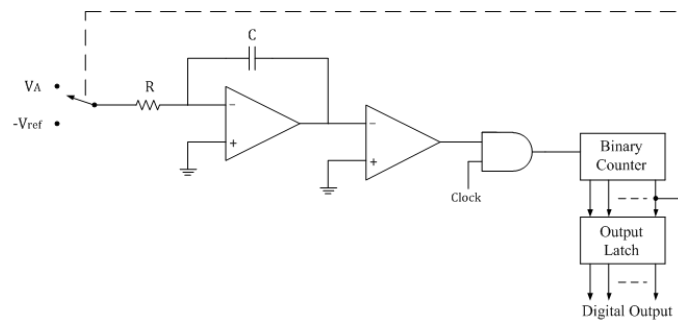 C
R
VA
-Vref
−
+
−
+
Clock
Binary
Counter
Output
Latch
Digital Output